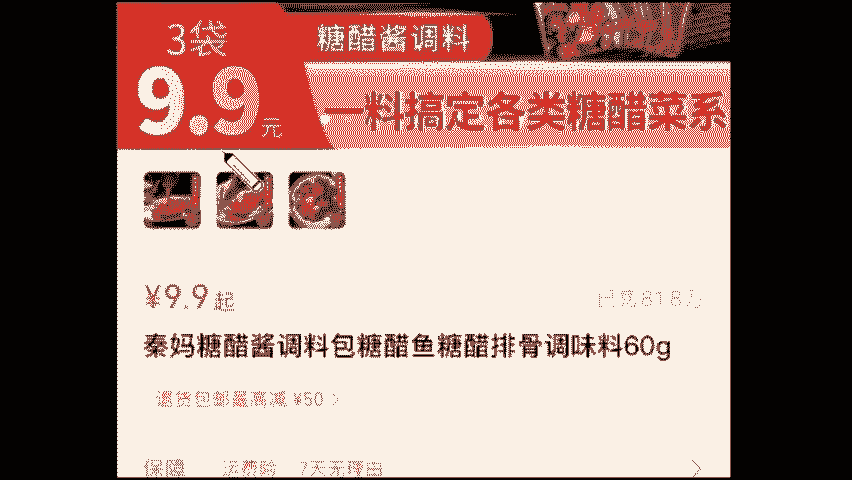 3袋
糖醋酱调料
9.9元
一料搞定各类糖醋菜系
¥9.9起
已览818万
秦妈糖醋酱调料包糖醋鱼糖醋排骨调味料60g
退货包邮最高减¥50
保障 运费险 7天无理由